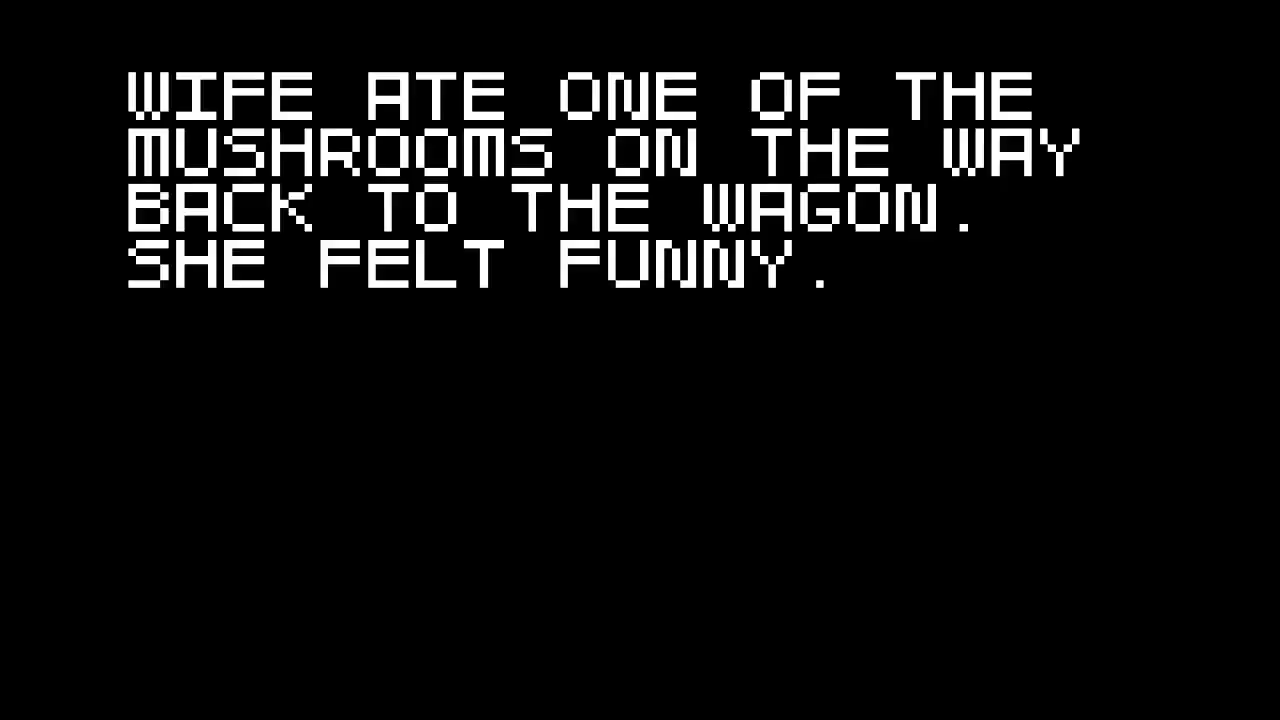 WIFE ATE ONE OF THE
MUSHROOMS ON THE WAY
BACK TO THE WAGON.
SHE FELT FUNNY.